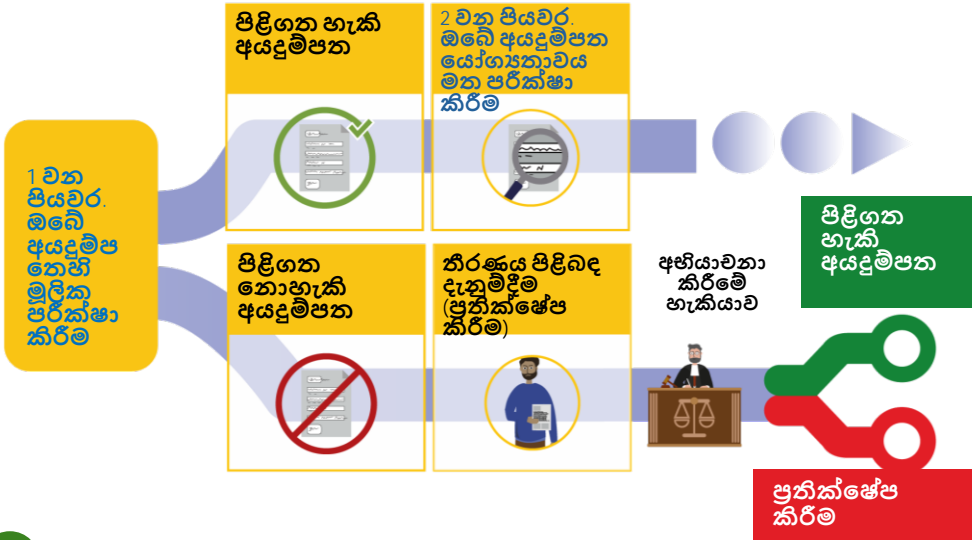 1 වන
පියවර.
ඔබේ
අයදුම්ප
තෙහි
මූලික
පරීක්ෂා
කිරීම
පිළිගත හැකි
අයදුම්පත
2 වන පියවර.
ඔබේ අයදුම්පත
යෝග්‍යතාවය
මත පරීක්ෂා
කිරීම
පිළිගත
නොහැකි
අයදුම්පත
තීරණය පිළිබඳ
දැනුම්දීම
(ප්‍රතික්ෂේප
කිරීම)
අභියාචනා
කිරීමේ
හැකියාව
පිළිගත
හැකි
අයදුම්පත
ප්‍රතික්ෂේප
කිරීම